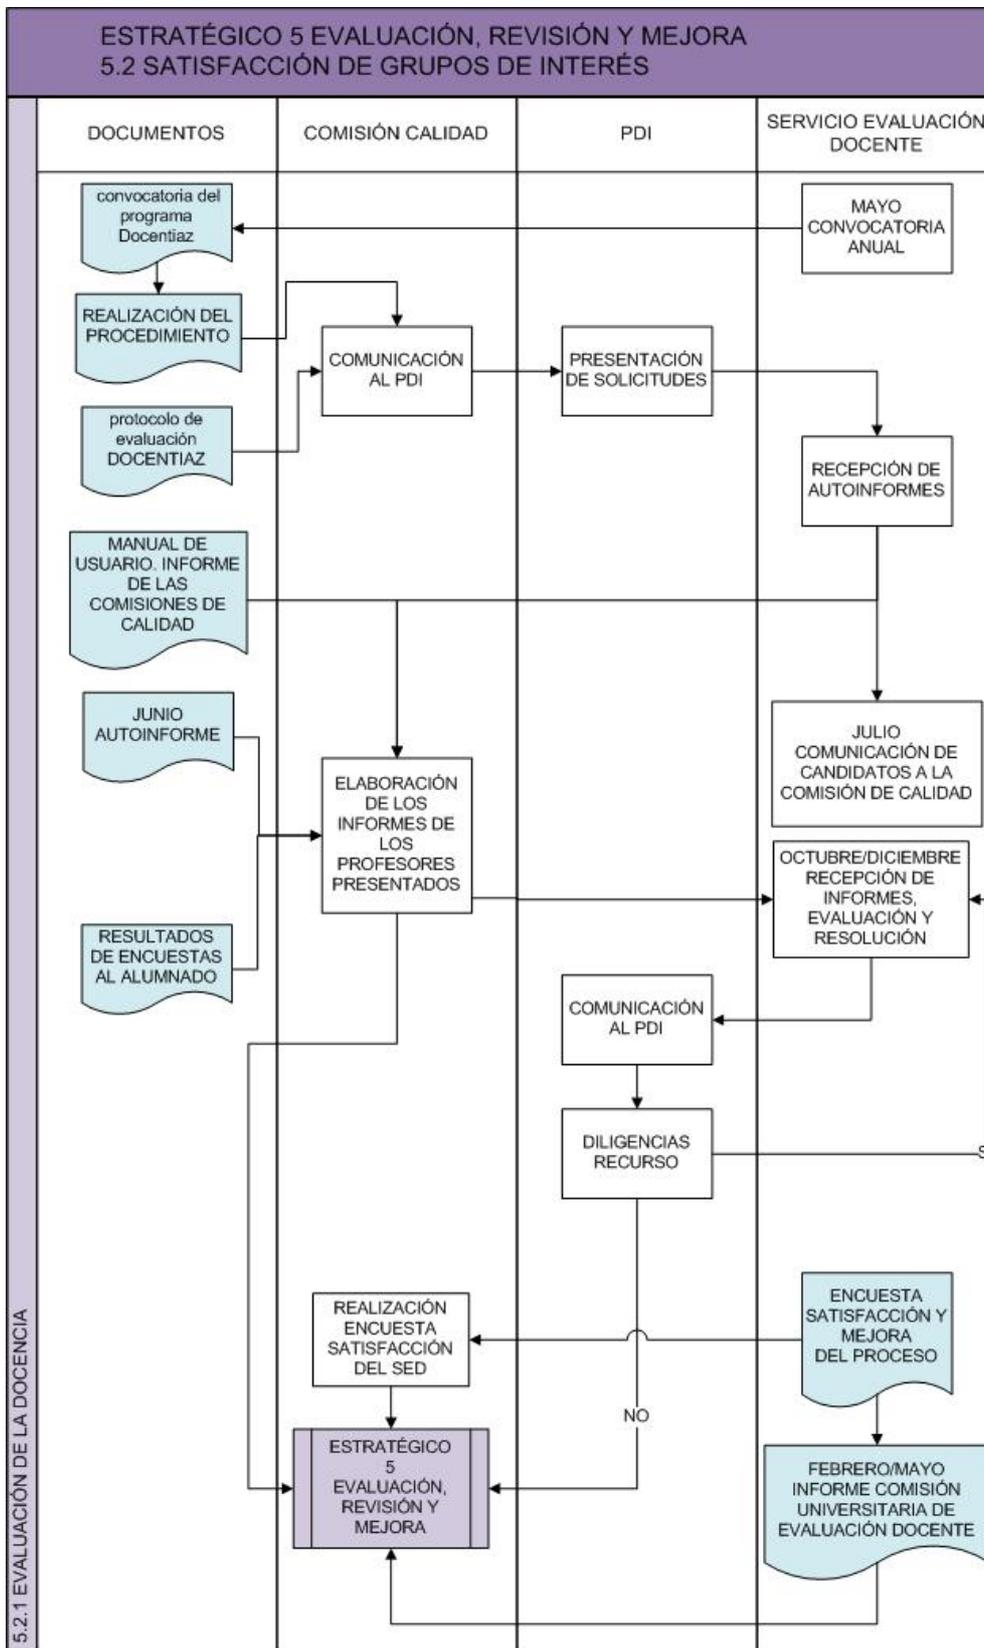 ESTRATÉGICO 5 EVALUACIÓN, REVISIÓN Y MEJORA
5.2 SATISFACCIÓN DE GRUPOS DE INTERÉS
DOCUMENTOS
COMISIÓN CALIDAD
PDI
SERVICIO EVALUACIÓN
DOCENTE
convocatoria del
programa
Docentiaz
MAYO
CONVOCATORIA
ANUAL
REALIZACIÓN DEL
PROCEDIMIENTO
COMUNICACIÓN
AL PDI
PRESENTACIÓN
DE SOLICITUDES
protocolo de
evaluación
DOCENTIAZ
RECEPCIÓN DE
AUTOINFORMES
MANUAL DE
USUARIO. INFORME
DE LAS
COMISIONES DE
CALIDAD
JUNIO
AUTOINFORME
JULIO
COMUNICACIÓN DE
CANDIDATOS A LA
COMISIÓN DE CALIDAD
ELABORACIÓN
DE LOS
INFORMES DE
LOS
PROFESORES
PRESENTADOS
OCTUBRE/DICIEMBRE
RECEPCIÓN DE
INFORMES,
EVALUACIÓN Y
RESOLUCIÓN
RESULTADOS
DE ENCUESTAS
AL ALUMNADO
COMUNICACIÓN
AL PDI
DILIGENCIAS
RECURSO
S
REALIZACIÓN
ENCUESTA
SATISFACCIÓN
DEL SED
ENCUESTA
SATISFACCIÓN Y
MEJORA
DEL PROCESO
NO
ESTRATÉGICO
5
EVALUACIÓN,
REVISIÓN Y
MEJORA
FEBRERO/MAYO
INFORME COMISIÓN
UNIVERSITARIA DE
EVALUACIÓN DOCENTE
5.2.1 EVALUACIÓN DE LA DOCENCIA